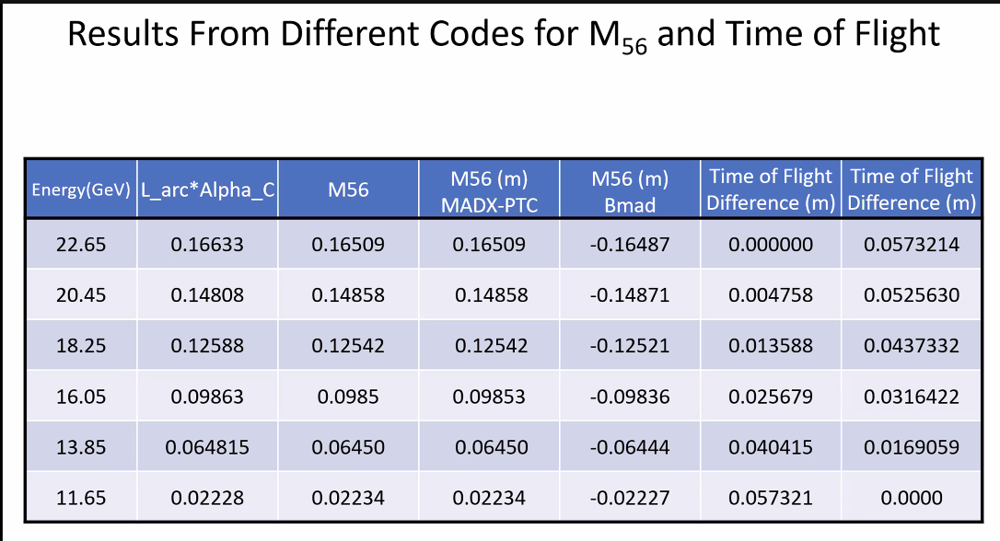 Results From Different Codes for M56 and Time of Flight
Energy(GeV) L_arc*Alpha_C M56 M56 (m) MADX-PTC M56 (m) Bmad Time of Flight Difference (m) Time of Flight Difference (m)
22.65 0.16633 0.16509 0.16509 -0.16487 0.000000 0.0573214
20.45 0.14808 0.14858 0.14858 -0.14871 0.004758 0.0525630
18.25 0.12588 0.12542 0.12542 -0.12521 0.013588 0.0437332
16.05 0.09863 0.0985 0.09853 -0.09836 0.025679 0.0316422
13.85 0.064815 0.06450 0.06450 -0.06444 0.040415 0.0169059
11.65 0.02228 0.02234 0.02234 -0.02227 0.057321 0.0000